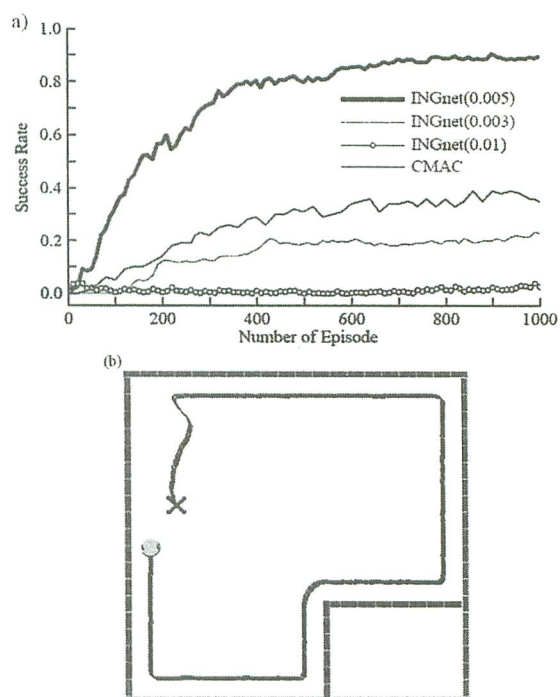 a)
1.0
0.8
0.6
0.4
0.2
0.0
Success Rate
INGnet(0.005)
INGnet(0.003)
INGnet(0.01)
CMAC
0
200
400
600
800
1000
Number of Episode
(b)